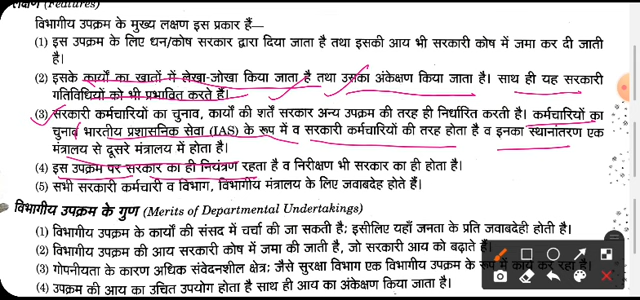 लक्षण (Features)
विभागीय उपक्रम के मुख्य लक्षण इस प्रकार हैं—
(1) इस उपक्रम के लिए धन/कोष सरकार द्वारा दिया जाता है तथा इसकी आय भी सरकारी कोष में जमा कर दी जाती
है।
(2) इसके कार्यों का खातों में लेखा-जोखा किया जाता है तथा उसका अंकेक्षण किया जाता है। साथ ही यह सरकारी
गतिविधियों को भी प्रभावित करते हैं।
(3) सरकारी कर्मचारियों का चुनाव, कार्यों की शर्तें सरकार अन्य उपक्रम की तरह ही निर्धारित करती है। कर्मचारियों का
चुनाव भारतीय प्रशासनिक सेवा (IAS) के रूप में व सरकारी कर्मचारियों की तरह होता है व इनका स्थानांतरण एक
मंत्रालय से दूसरे मंत्रालय में होता है।
(4) इस उपक्रम पर सरकार का ही नियंत्रण रहता है व निरीक्षण भी सरकार का ही होता है।
(5) सभी सरकारी कर्मचारी व विभाग, विभागीय मंत्रालय के लिए जवाबदेह होते हैं।
विभागीय उपक्रम के गुण (Merits of Departmental Undertakings)
(1) विभागीय उपक्रम के कार्यों की संसद में चर्चा की जा सकती है; इसीलिए यहाँ जनता के प्रति जवाबदेही होती है।
(2) विभागीय उपक्रम की आय सरकारी कोष में जमा की जाती है, जो सरकारी आय को बढ़ाते हैं।
(3) गोपनीयता के कारण अधिक संवेदनशील क्षेत्र; जैसे सुरक्षा विभाग एक विभागीय उपक्रम के रूप में कार्य कर रहा है।
(4) उपक्रम की आय का उचित उपयोग होता है साथ ही आय का अंकेक्षण किया जाता है।